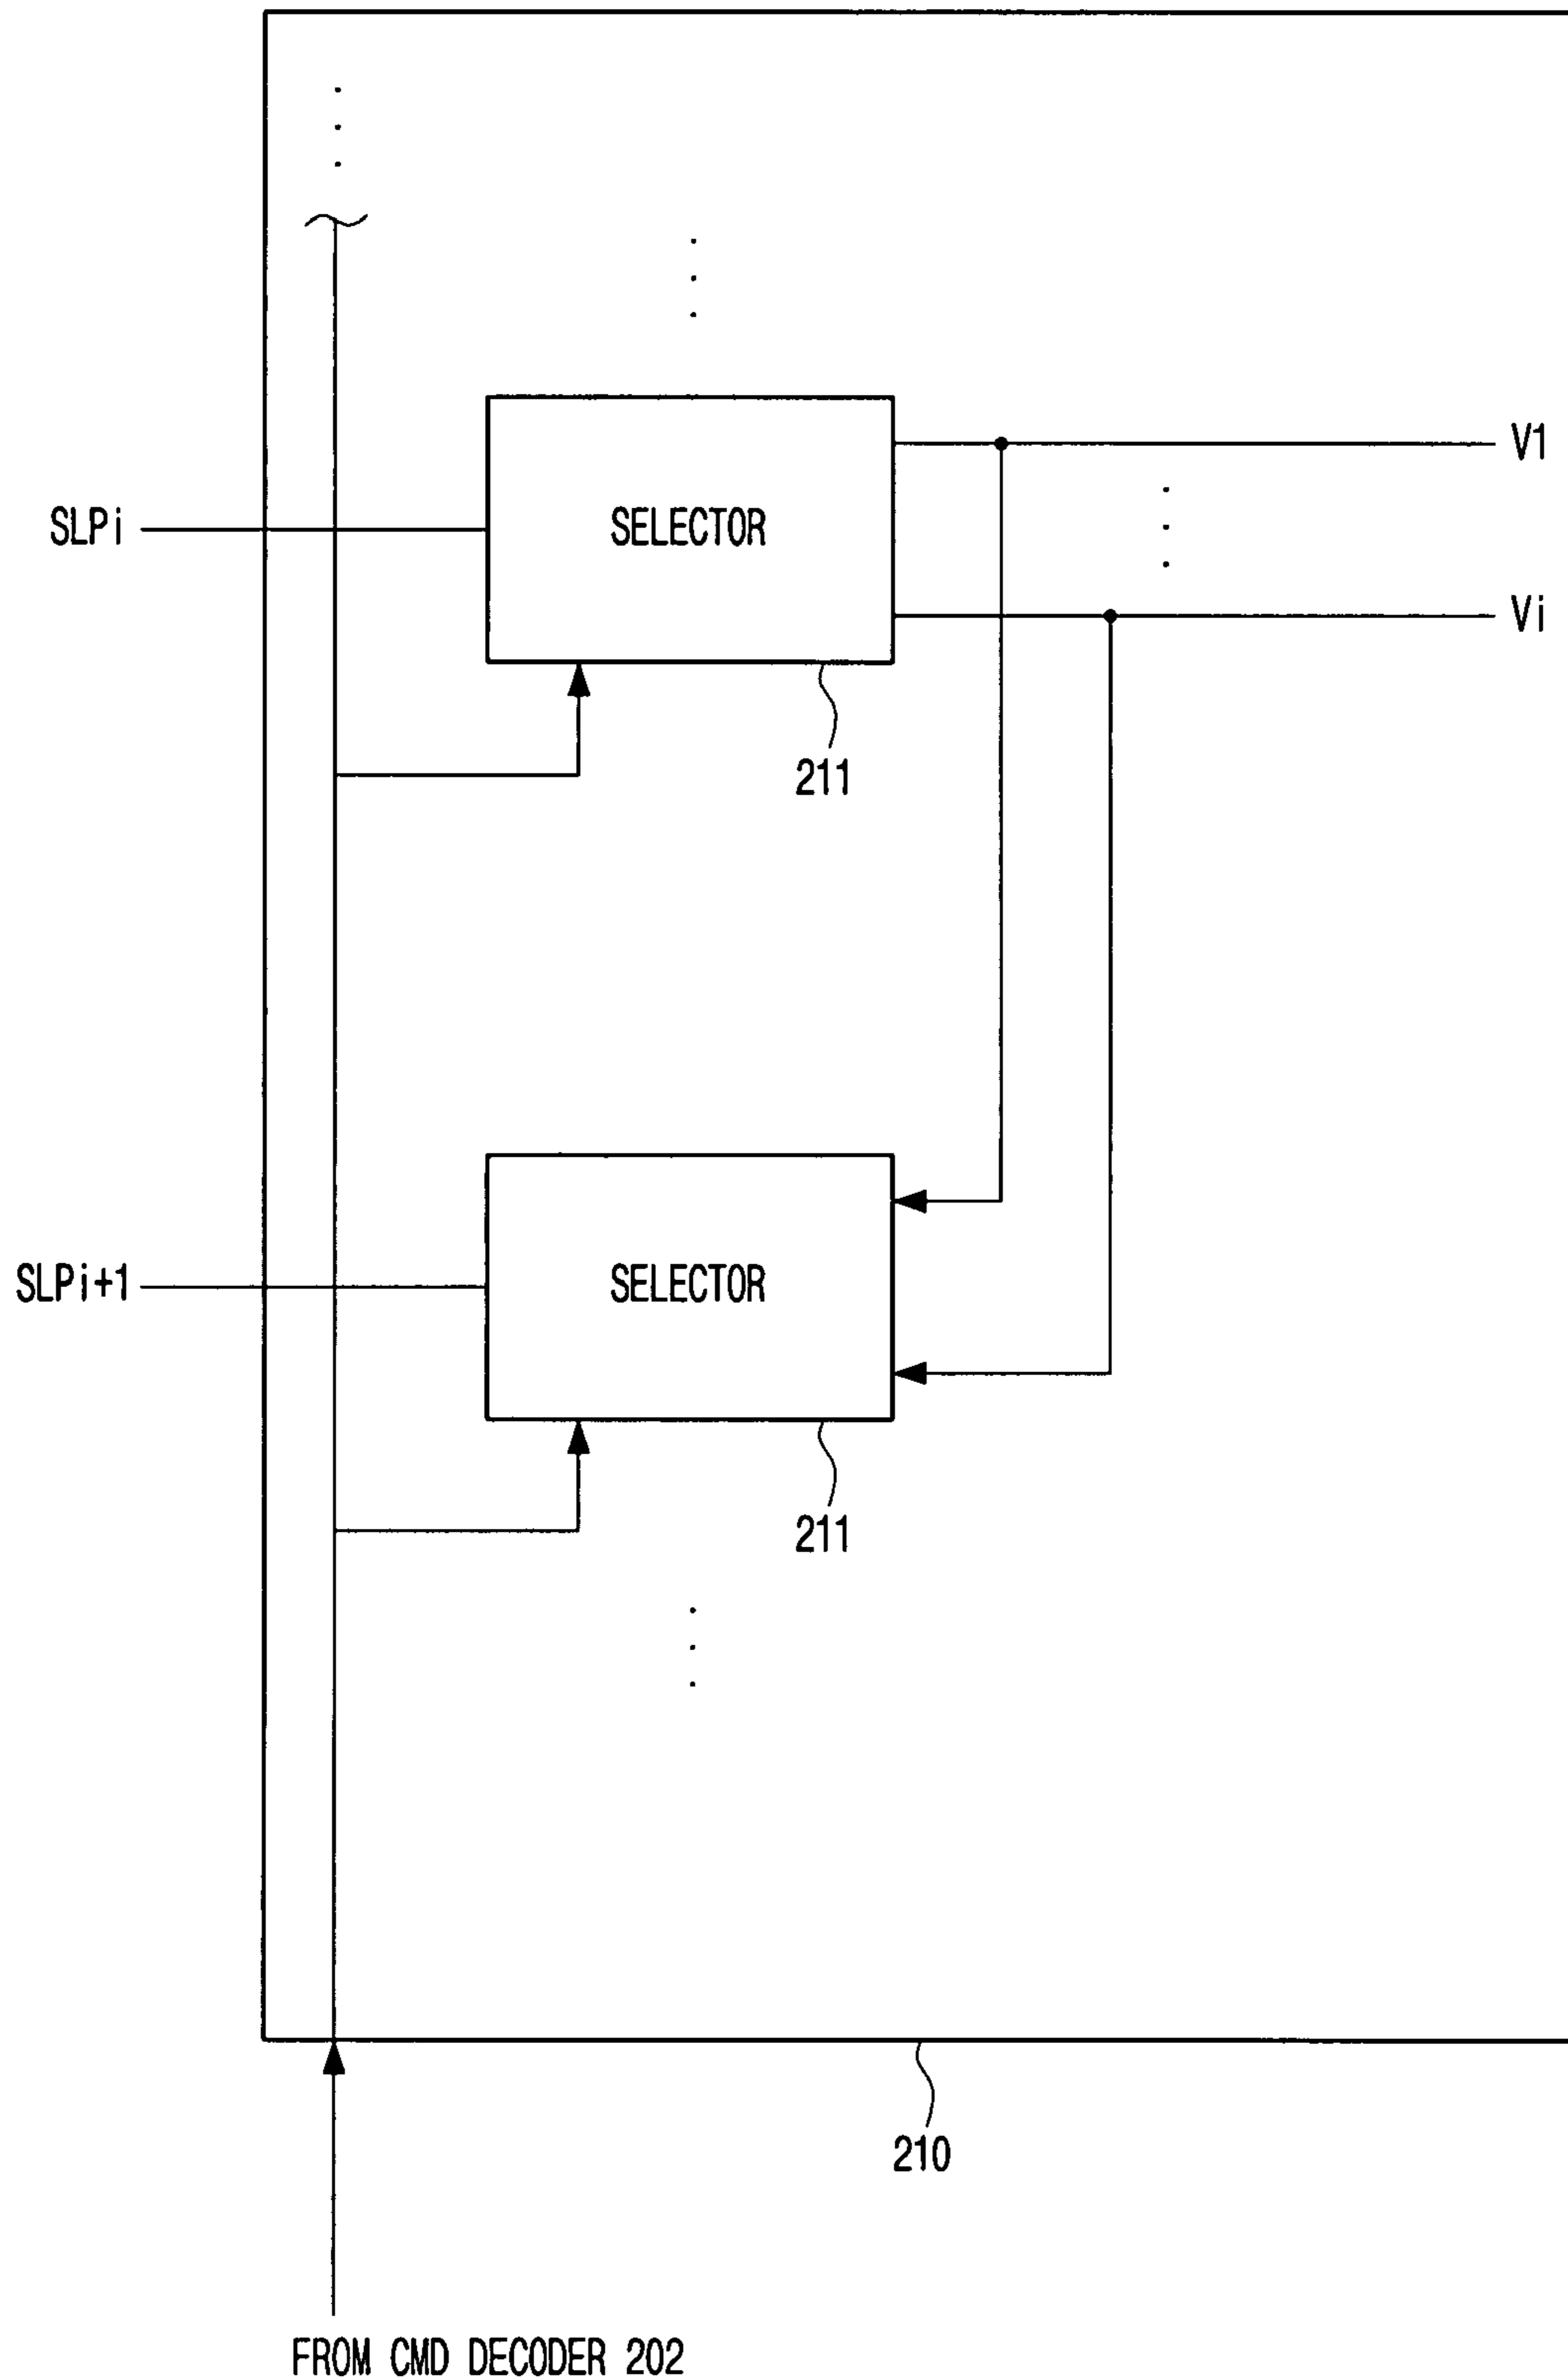 V1
SLPi
SELECTOR
Vi
211
SLPi+1
SELECTOR
211
210
FROM CMD DECODER 202